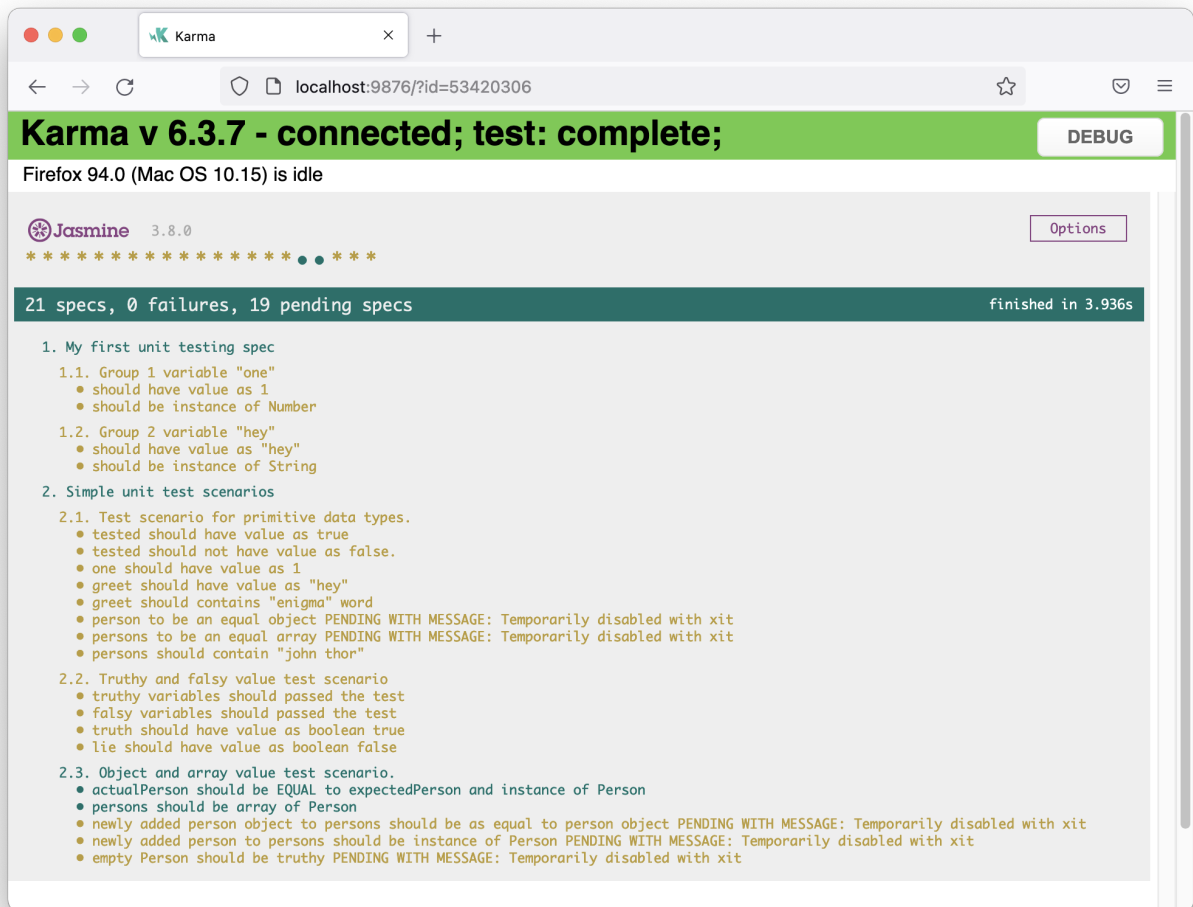 Karma
localhost:9876/?id=53420306
Karma v 6.3.7 - connected; test: complete;
DEBUG
Firefox 94.0 (Mac OS 10.15) is idle
Jasmine 3.8.0
Options
* * * * * * * * * * * * * * * * ● ● * * *
21 specs, 0 failures, 19 pending specs
finished in 3.936s
1. My first unit testing spec
1.1. Group 1 variable "one"
• should have value as 1
• should be instance of Number
1.2. Group 2 variable "hey"
• should have value as "hey"
• should be instance of String
2. Simple unit test scenarios
2.1. Test scenario for primitive data types.
• tested should have value as true
• tested should not have value as false.
• one should have value as 1
• greet should have value as "hey"
• greet should contains "enigma" word
• person to be an equal object PENDING WITH MESSAGE: Temporarily disabled with xit
• persons to be an equal array PENDING WITH MESSAGE: Temporarily disabled with xit
• persons should contain "john thor"
2.2. Truthy and falsy value test scenario
• truthy variables should passed the test
• falsy variables should passed the test
• truth should have value as boolean true
• lie should have value as boolean false
2.3. Object and array value test scenario.
• actualPerson should be EQUAL to expectedPerson and instance of Person
• persons should be array of Person
• newly added person object to persons should be as equal to person object PENDING WITH MESSAGE: Temporarily disabled with xit
• newly added person to persons should be instance of Person PENDING WITH MESSAGE: Temporarily disabled with xit
• empty Person should be truthy PENDING WITH MESSAGE: Temporarily disabled with xit